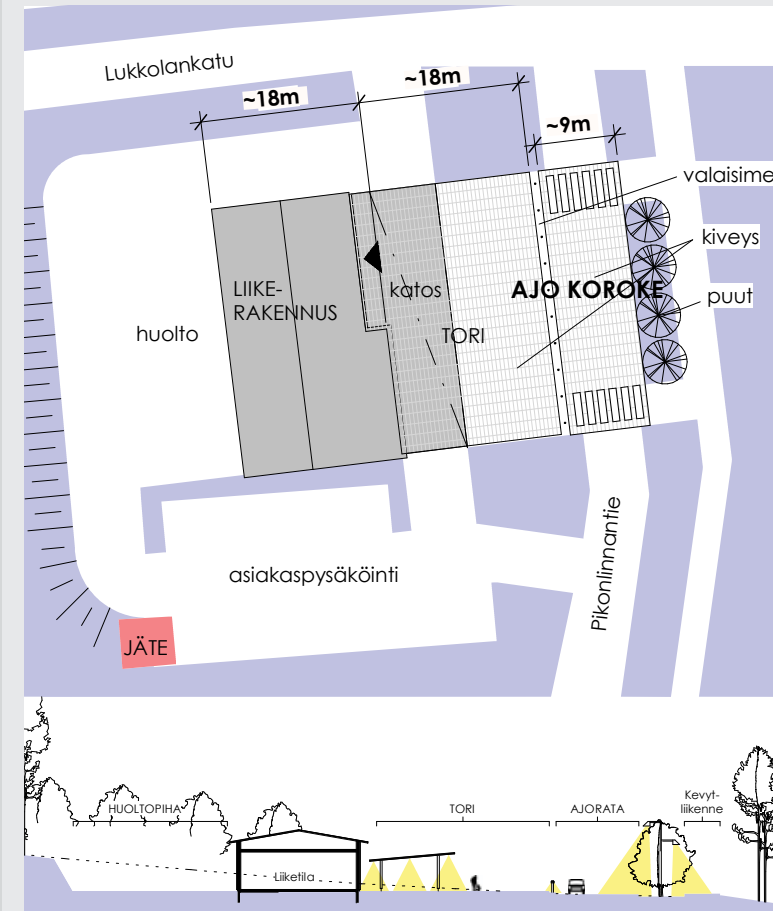 Lukkolankatu
~18m
~18m
~9m
valaisime
kiveys
puut
LIIKE-
RAKENNUS
katos
AJO KOROKE
huolto
TORI
asiakaspysäköinti
Pikonlinnantie
JÄTE
HUOLTOPIHA
TORI
AJORATA
Kevyt-
liikenne
Liiketila